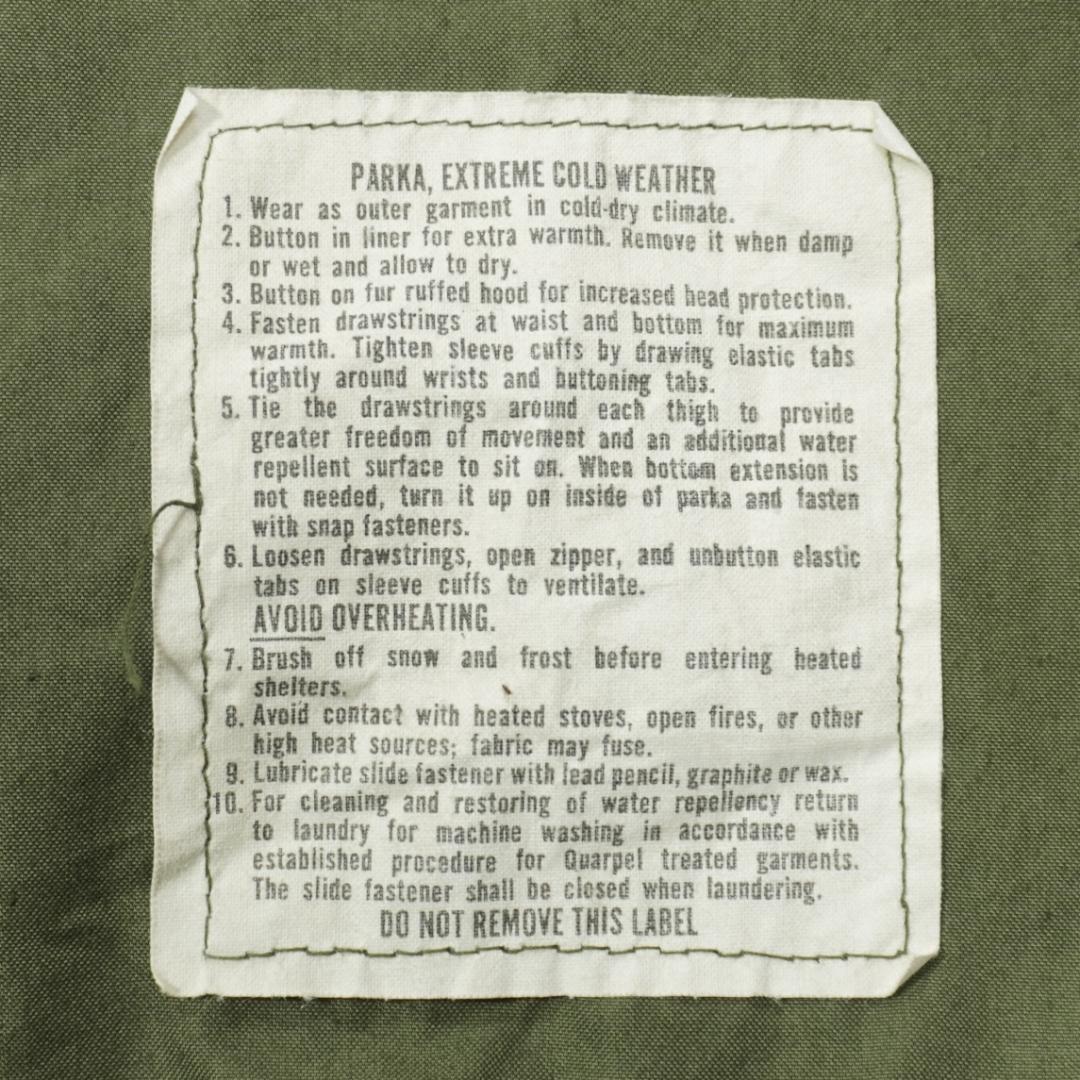 PARKA, EXTREME COLD WEATHER
1. Wear as outer garment in cold-dry climate.
2. Button in liner for extra warmth. Remove it when damp
or wet and allow to dry.
3. Button on fur ruffed hood for increased head protection.
4. Fasten drawstrings at waist and bottom for maximum
warmth. Tighten sleeve cuffs by drawing elastic tabs
tightly around wrists and buttoning tabs.
5. Tie the drawstrings around each thigh to provide
greater freedom of movement and an additional water
repellent surface to sit on. When bottom extension is
not needed, turn it up on inside of parka and fasten
with snap fasteners.
6. Loosen drawstrings, open zipper, and unbutton elastic
tabs on sleeve cuffs to ventilate.
AVOID OVERHEATING.
7. Brush off snow and frost before entering heated
shelters.
8. Avoid contact with heated stoves, open fires, or other
high heat sources; fabric may fuse.
9. Lubricate slide fastener with lead pencil, graphite or wax.
10. For cleaning and restoring of water repellency return
to laundry for machine washing in accordance with
established procedure for Quarpel treated garments.
The slide fastener shall be closed when laundering.
DO NOT REMOVE THIS LABEL